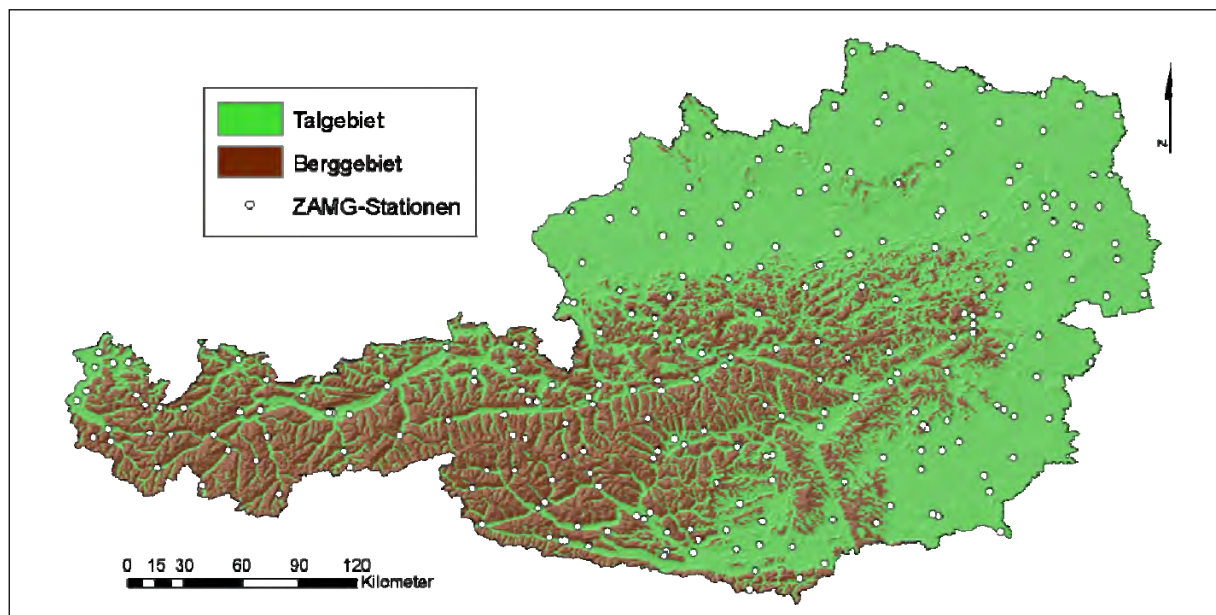 Talgebiet
Berggebiet
ZAMG-Stationen
N
0 15 30 60 90 120
Kilometer